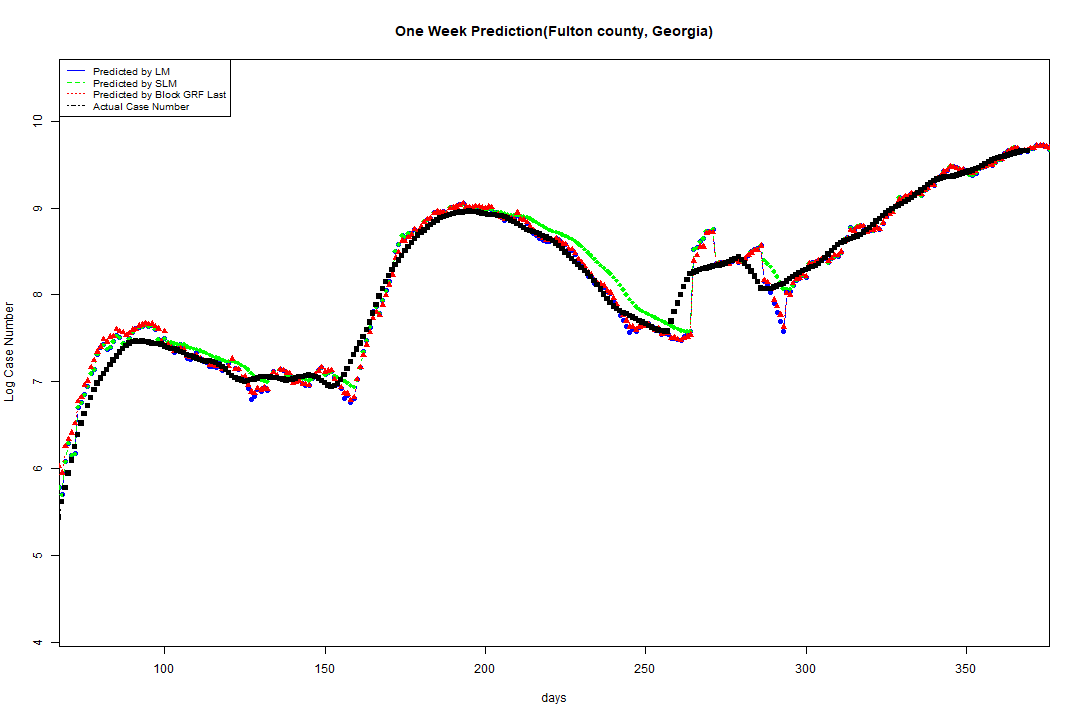 One Week Prediction(Fulton county, Georgia)
Predicted by LM
Predicted by SLM
Predicted by Block GRF Last
Actual Case Number
10
9
8
7
6
5
4
Log Case Number
100 150 200 250 300 350
days